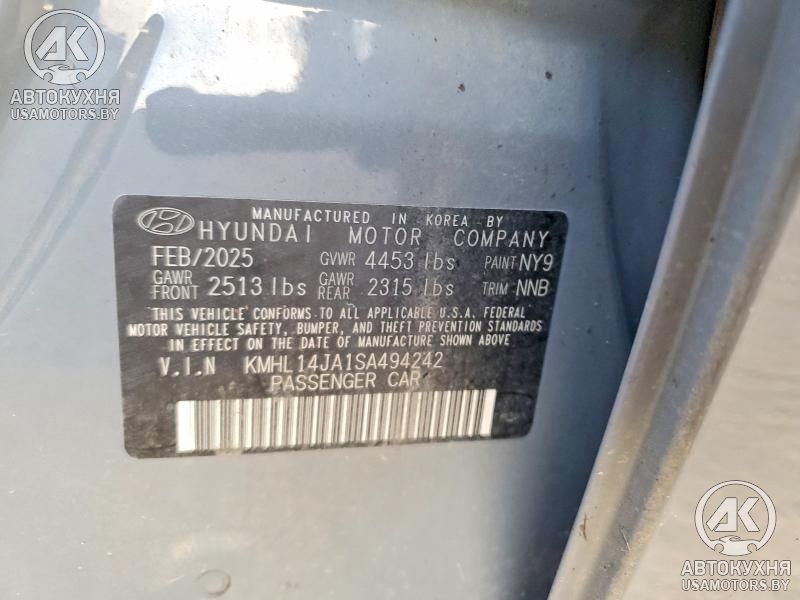 АК
АВТОКУХНЯ
USAMOTORS.BY
MANUFACTURED IN KOREA BY
HYUNDAI MOTOR COMPANY
FEB/2025 GVWR 4453 lbs PAINT NY9
GAWR FRONT 2513 lbs GAWR REAR 2315 lbs TRIM NNB
THIS VEHICLE CONFORMS TO ALL APPLICABLE U.S.A. FEDERAL
MOTOR VEHICLE SAFETY, BUMPER, AND THEFT PREVENTION STANDARDS
IN EFFECT ON THE DATE OF MANUFACTURE SHOWN ABOVE
V.I.N KMHL14JA1SA494242
PASSENGER CAR
АК
АВТОКУХНЯ
USAMOTORS.BY